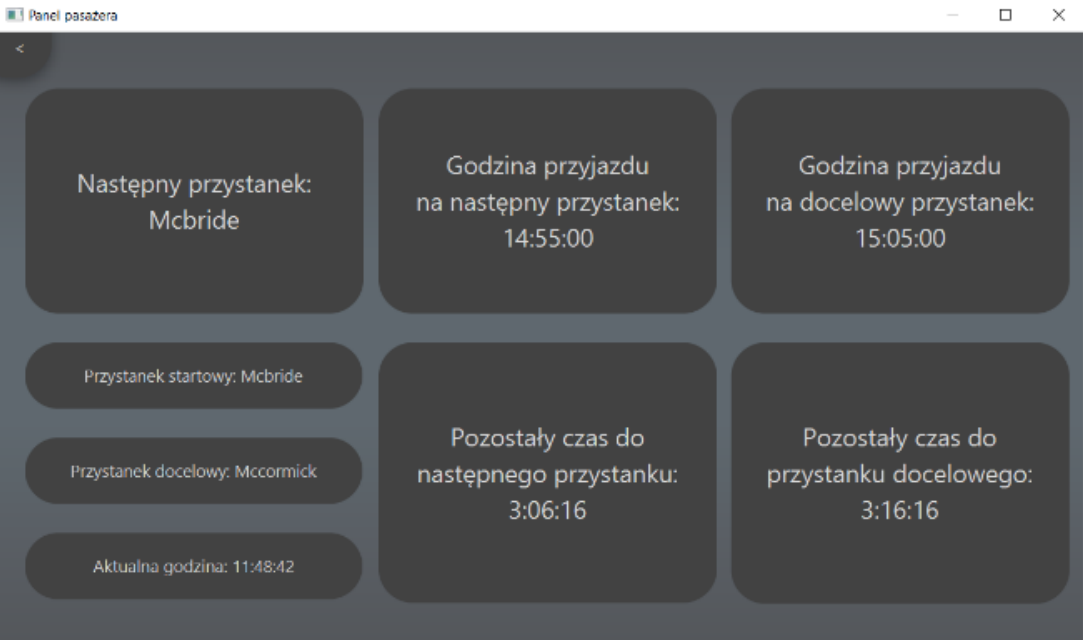 Panel pasażera
<
Następny przystanek:
Mcbride
Godzina przyjazdu
na następny przystanek:
14:55:00
Godzina przyjazdu
na docelowy przystanek:
15:05:00
Przystanek startowy: Mcbride
Przystanek docelowy: Mccormick
Aktualna godzina: 11:48:42
Pozostały czas do
następnego przystanku:
3:06:16
Pozostały czas do
przystanku docelowego:
3:16:16